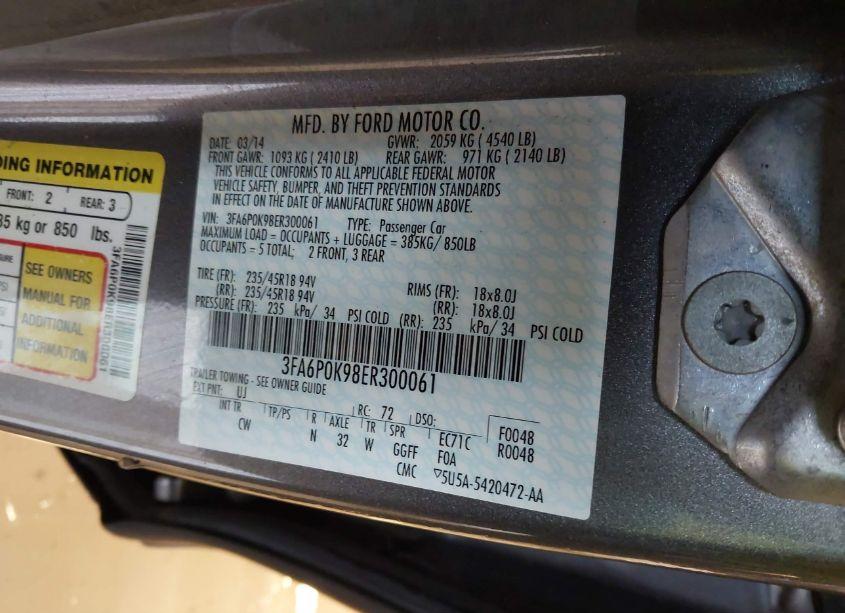 DING INFORMATION
FRONT: 2 REAR: 3
85 kg or 850 lbs.
SEE OWNERS
MANUAL FOR
ADDITIONAL
INFORMATION
3FA6P0K98ER300061
MFD. BY FORD MOTOR CO.
DATE: 03/14 GVWR: 2059 KG ( 4540 LB)
FRONT GAWR: 1093 KG ( 2410 LB) REAR GAWR: 971 KG ( 2140 LB)
THIS VEHICLE CONFORMS TO ALL APPLICABLE FEDERAL MOTOR
VEHICLE SAFETY, BUMPER, AND THEFT PREVENTION STANDARDS
IN EFFECT ON THE DATE OF MANUFACTURE SHOWN ABOVE.
VIN: 3FA6P0K98ER300061 TYPE: Passenger Car
MAXIMUM LOAD = OCCUPANTS + LUGGAGE = 385KG/ 850LB
OCCUPANTS = 5 TOTAL; 2 FRONT, 3 REAR
TIRE (FR): 235/45R18 94V RIMS (FR): 18x8.0J
(RR): 235/45R18 94V (RR): 18x8.0J
PRESSURE (FR): 235 kPa/ 34 PSI COLD (RR): 235 kPa/ 34 PSI COLD
3FA6P0K98ER300061
TRAILER TOWING - SEE OWNER GUIDE
EXT PNT: UJ RC: 72 DSO:
INT TR TP/PS R AXLE TR SPR EC71C F0048
CW N 32 W GGFF F0A R0048
CMC ▽5U5A-5420472-AA